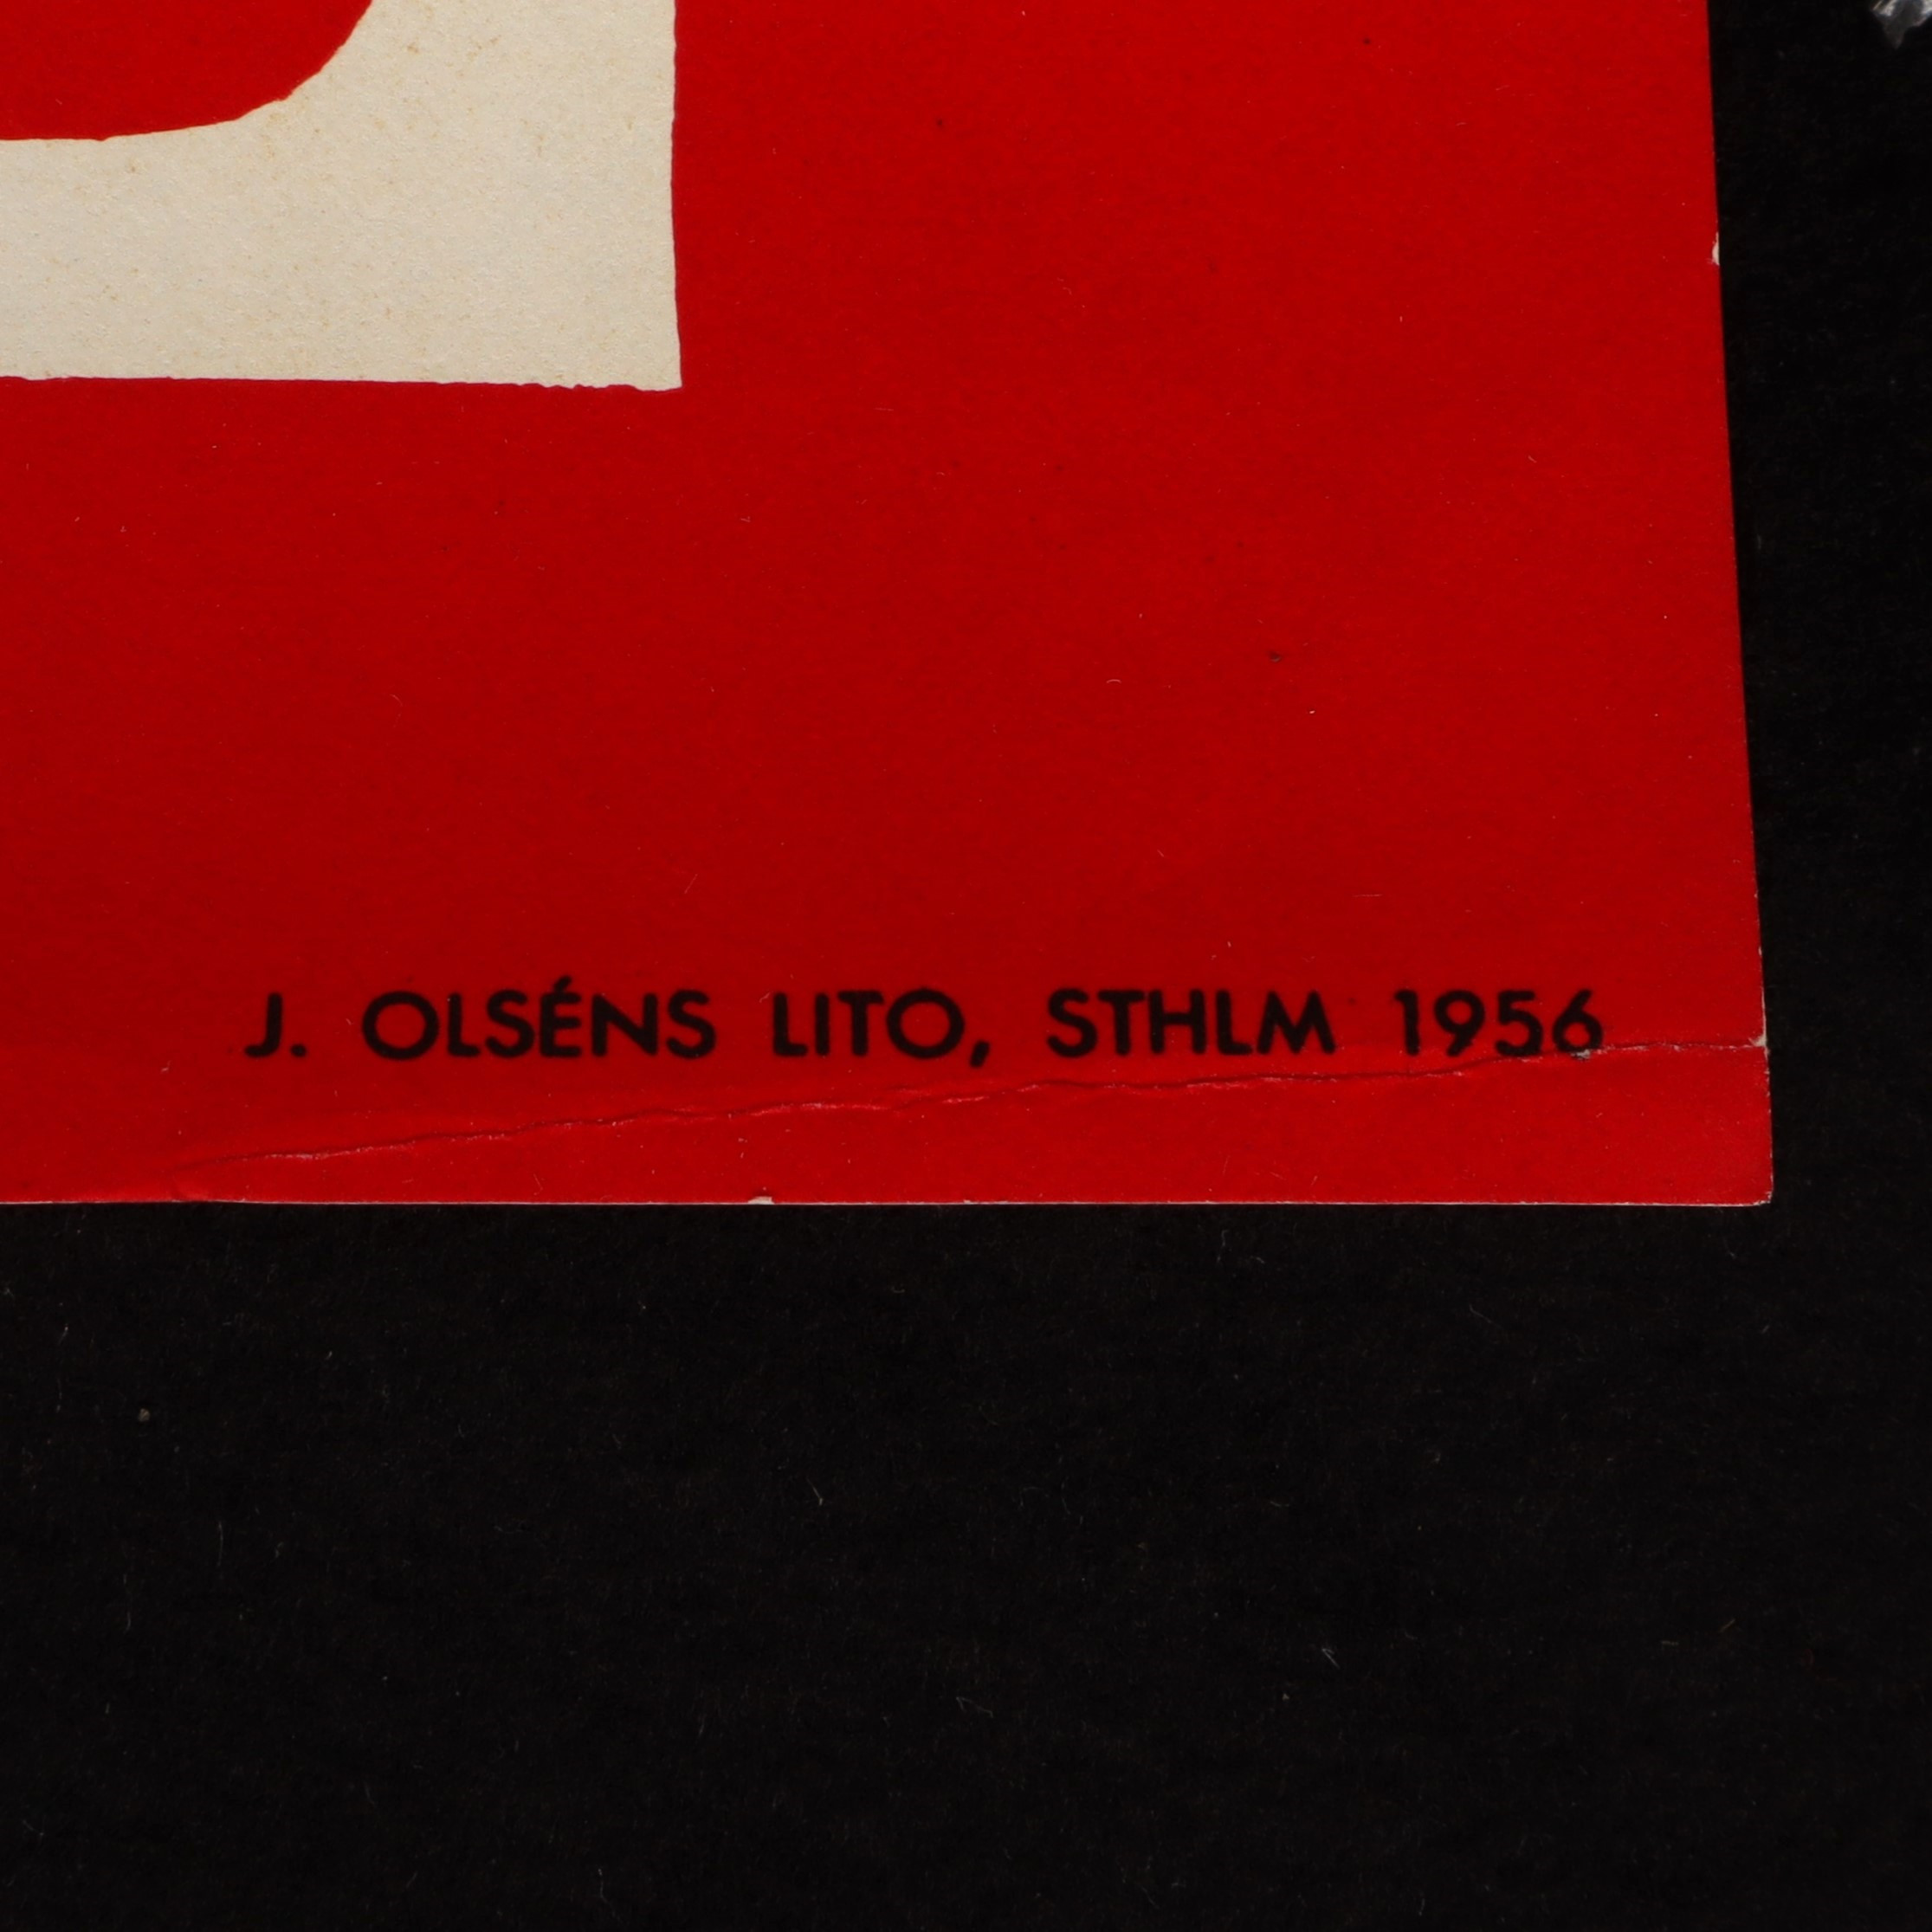 J. OLSÉNS LITO, STHLM 1956